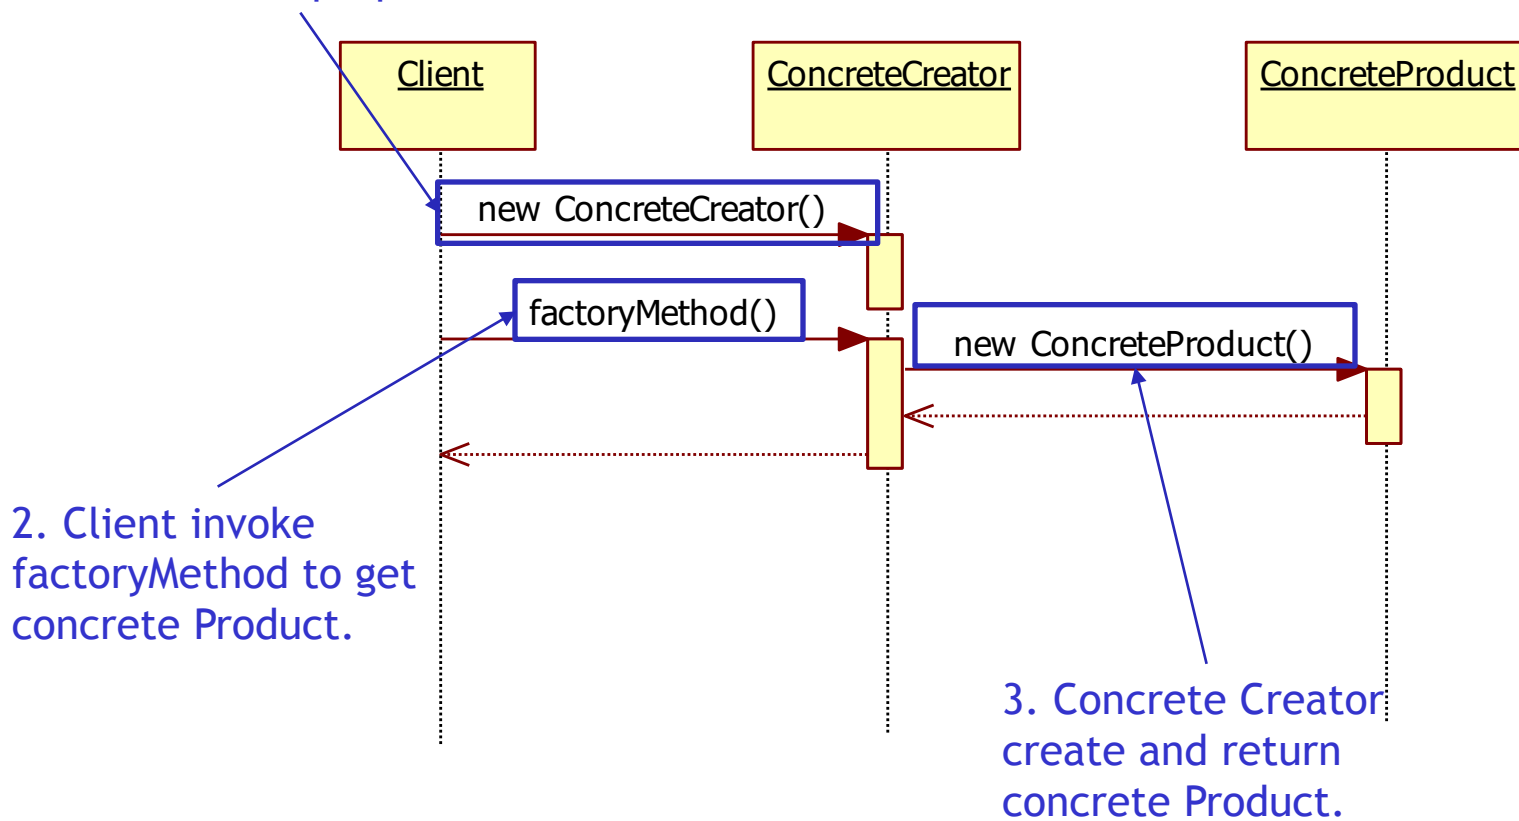 Client
ConcreteCreator
ConcreteProduct
new ConcreteCreator()
factoryMethod()
new ConcreteProduct()
2. Client invoke
factoryMethod to get
concrete Product.
3. Concrete Creator
create and return
concrete Product.